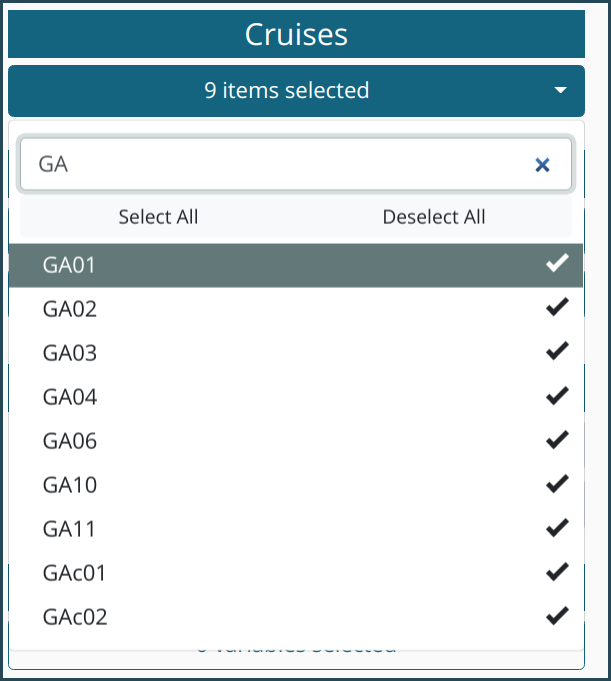 Cruises
9 items selected
GA
Select All Deselect All
GA01
GA02
GA03
GA04
GA06
GA10
GA11
GAc01
GAc02
variables selected